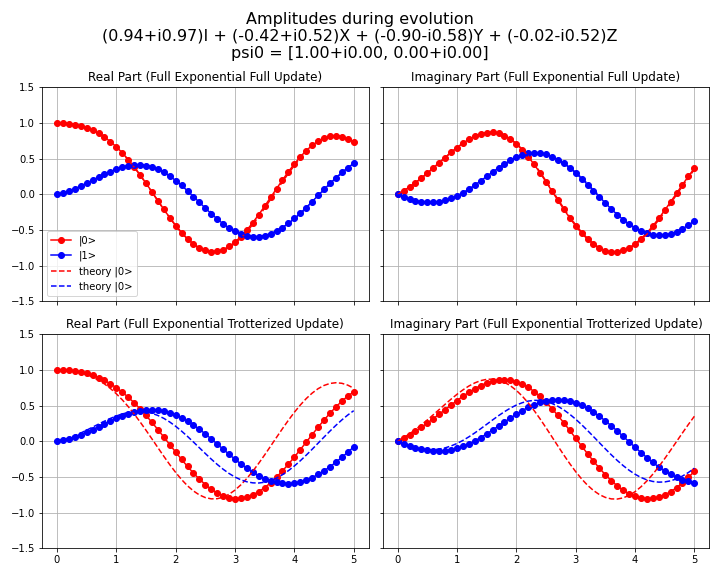 Amplitudes during evolution
(0.94+i0.97)I + (-0.42+i0.52)X + (-0.90-i0.58)Y + (-0.02-i0.52)Z
psi0 = [1.00+i0.00, 0.00+i0.00]
Real Part (Full Exponential Full Update)
Imaginary Part (Full Exponential Full Update)
1.5
1.0
0.5
0.0
−0.5
−1.0
−1.5
|0>
|1>
theory |0>
theory |0>
Real Part (Full Exponential Trotterized Update)
Imaginary Part (Full Exponential Trotterized Update)
1.5
1.0
0.5
0.0
−0.5
−1.0
−1.5
0 1 2 3 4 5
0 1 2 3 4 5